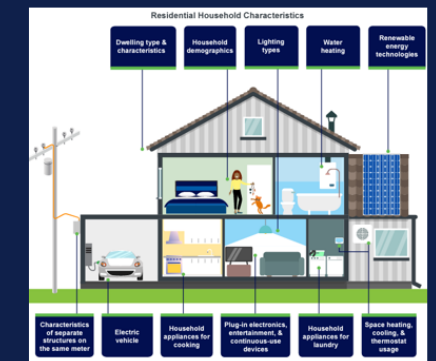 Residential Household Characteristics
Dwelling type &
characteristics
Household
demographics
Lighting
types
Water
heating
Renewable
energy
technologies
Characteristics
of separate
structures on
the same meter
Electric
vehicle
Household
appliances for
cooking
Plug-in electronics,
entertainment, &
continuous-use
devices
Household
appliances for
laundry
Space heating,
cooling, &
thermostat
usage